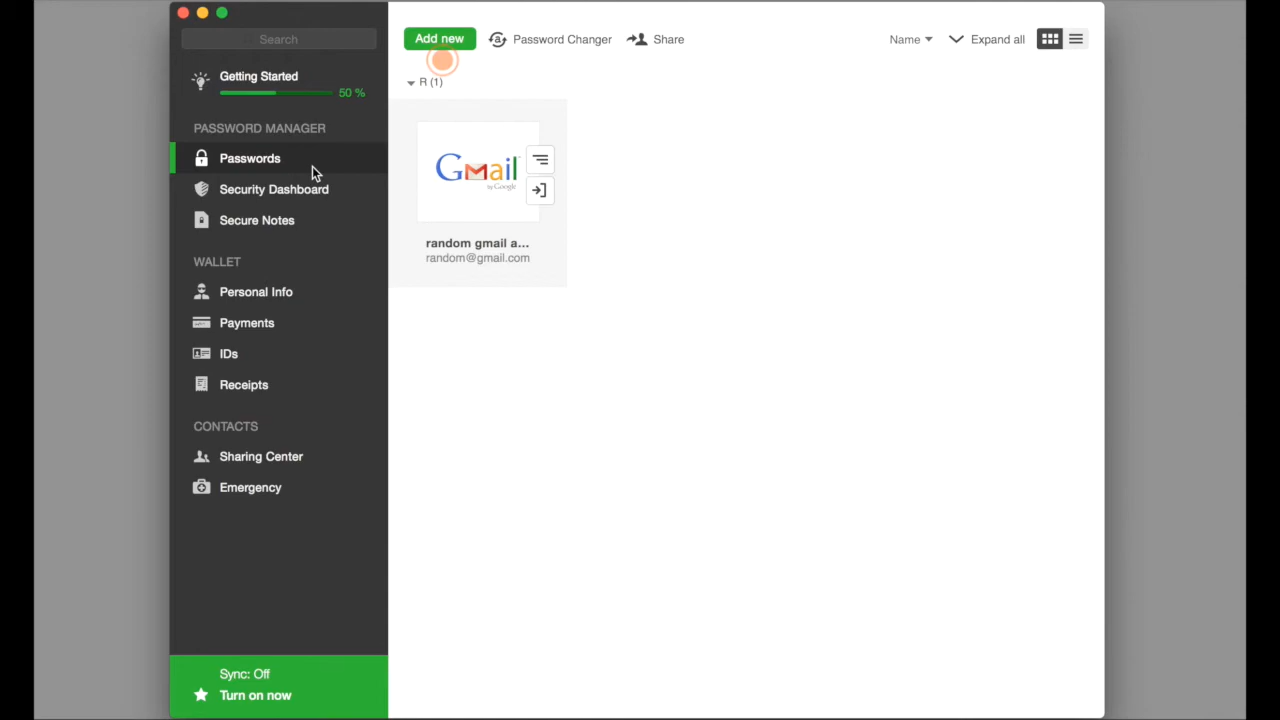 Search
Getting Started
50 %
PASSWORD MANAGER
Passwords
Security Dashboard
Secure Notes
WALLET
Personal Info
Payments
IDs
Receipts
CONTACTS
Sharing Center
Emergency
Sync: Off
Turn on now
Add new
Password Changer
Share
Name
Expand all
R (1)
Gmail
by Google
random gmail a...
random@gmail.com